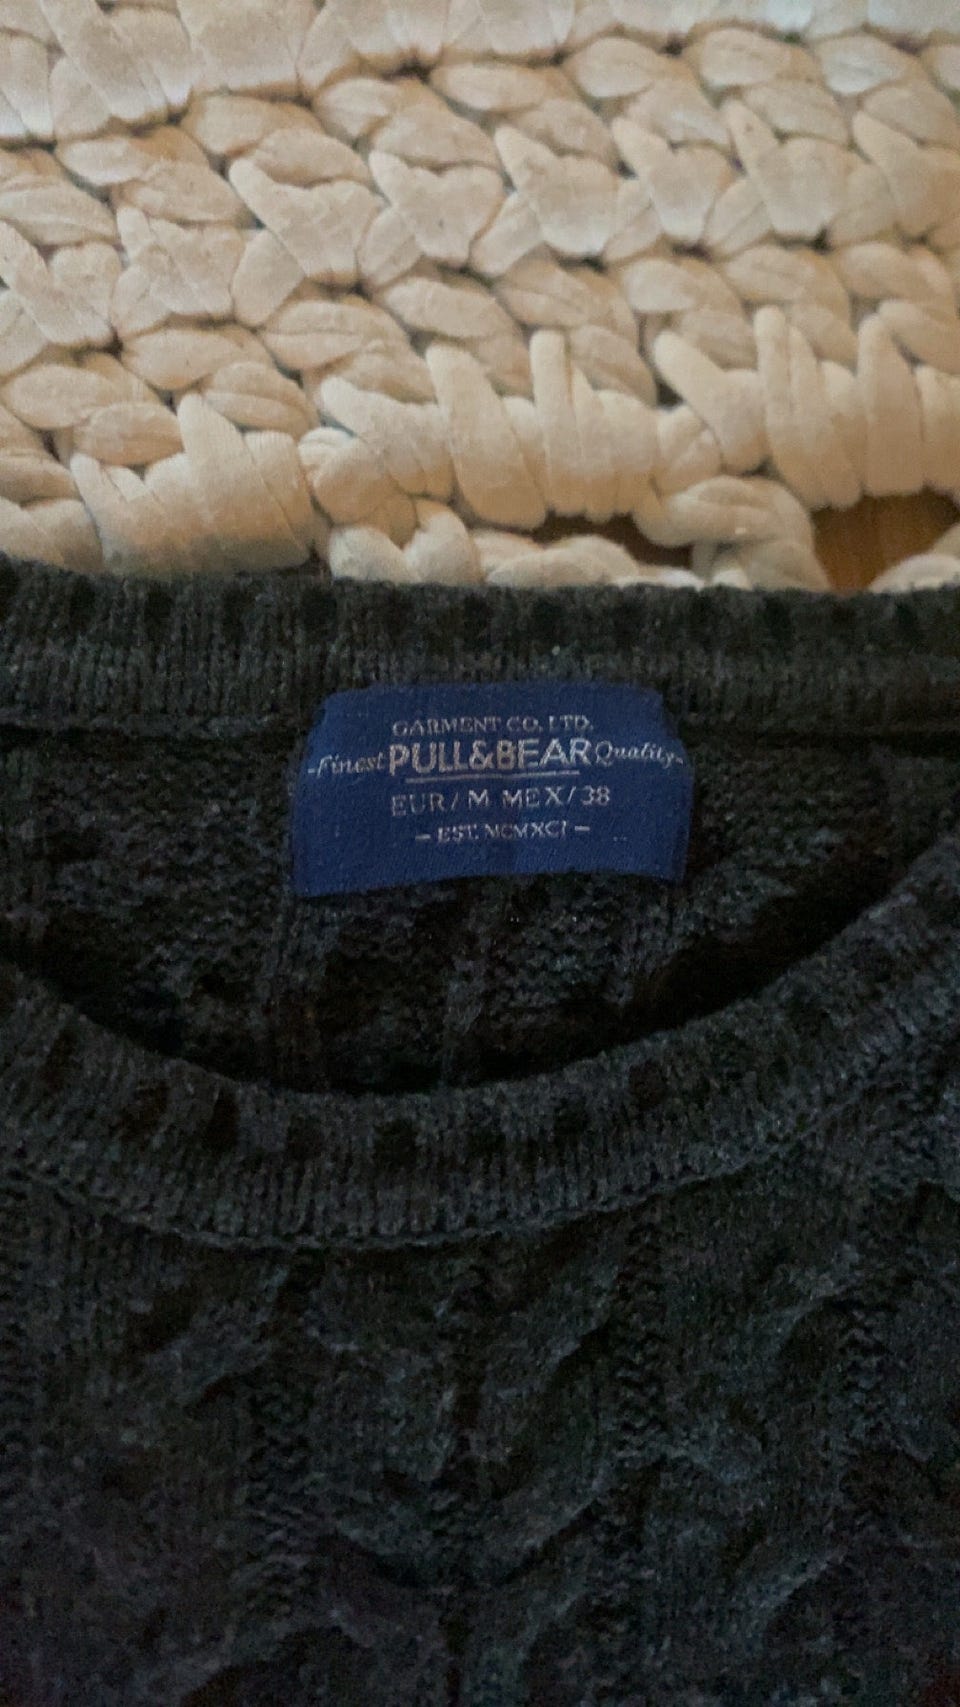 GARMENT CO. LTD.
-Finest PULL&BEAR Quality-
EUR/M MEX/38
- EST. MCMXCI -